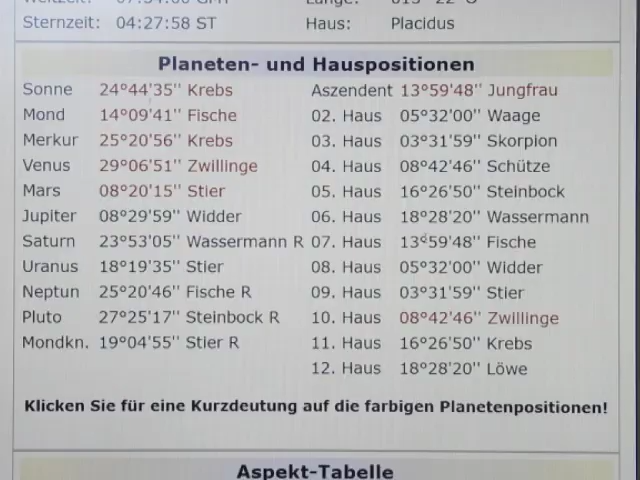 Sternzeit: 04:27:58 ST Haus: Placidus
Planeten- und Hauspositionen
Sonne 24°44'35" Krebs Aszendent 13°59'48" Jungfrau
Mond 14°09'41" Fische 02. Haus 05°32'00" Waage
Merkur 25°20'56" Krebs 03. Haus 03°31'59" Skorpion
Venus 29°06'51" Zwillinge 04. Haus 08°42'46" Schütze
Mars 08°20'15" Stier 05. Haus 16°26'50" Steinbock
Jupiter 08°29'59" Widder 06. Haus 18°28'20" Wassermann
Saturn 23°53'05" Wassermann R 07. Haus 13°59'48" Fische
Uranus 18°19'35" Stier 08. Haus 05°32'00" Widder
Neptun 25°20'46" Fische R 09. Haus 03°31'59" Stier
Pluto 27°25'17" Steinbock R 10. Haus 08°42'46" Zwillinge
Mondkn. 19°04'55" Stier R 11. Haus 16°26'50" Krebs
12. Haus 18°28'20" Löwe
Klicken Sie für eine Kurzdeutung auf die farbigen Planetenpositionen!
Aspekt-Tabelle